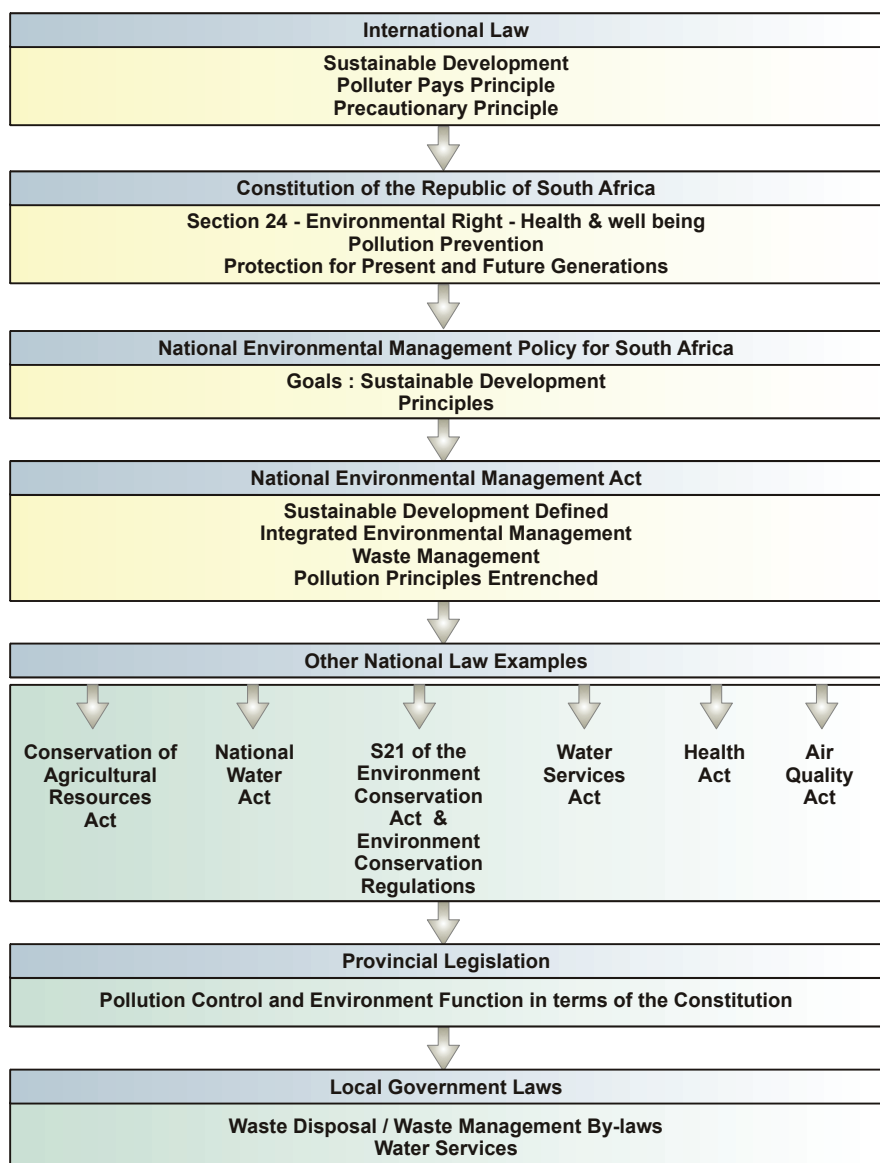 International Law
Sustainable Development
Polluter Pays Principle
Precautionary Principle
Constitution of the Republic of South Africa
Section 24 - Environmental Right - Health & well being
Pollution Prevention
Protection for Present and Future Generations
National Environmental Management Policy for South Africa
Goals : Sustainable Development
Principles
National Environmental Management Act
Sustainable Development Defined
Integrated Environmental Management
Waste Management
Pollution Principles Entrenched
Other National Law Examples
Conservation of
Agricultural
Resources
Act
National
Water
Act
S21 of the
Environment
Conservation
Act &
Environment
Conservation
Regulations
Water
Services
Act
Health
Act
Air
Quality
Act
Provincial Legislation
Pollution Control and Environment Function in terms of the Constitution
Local Government Laws
Waste Disposal / Waste Management By-laws
Water Services